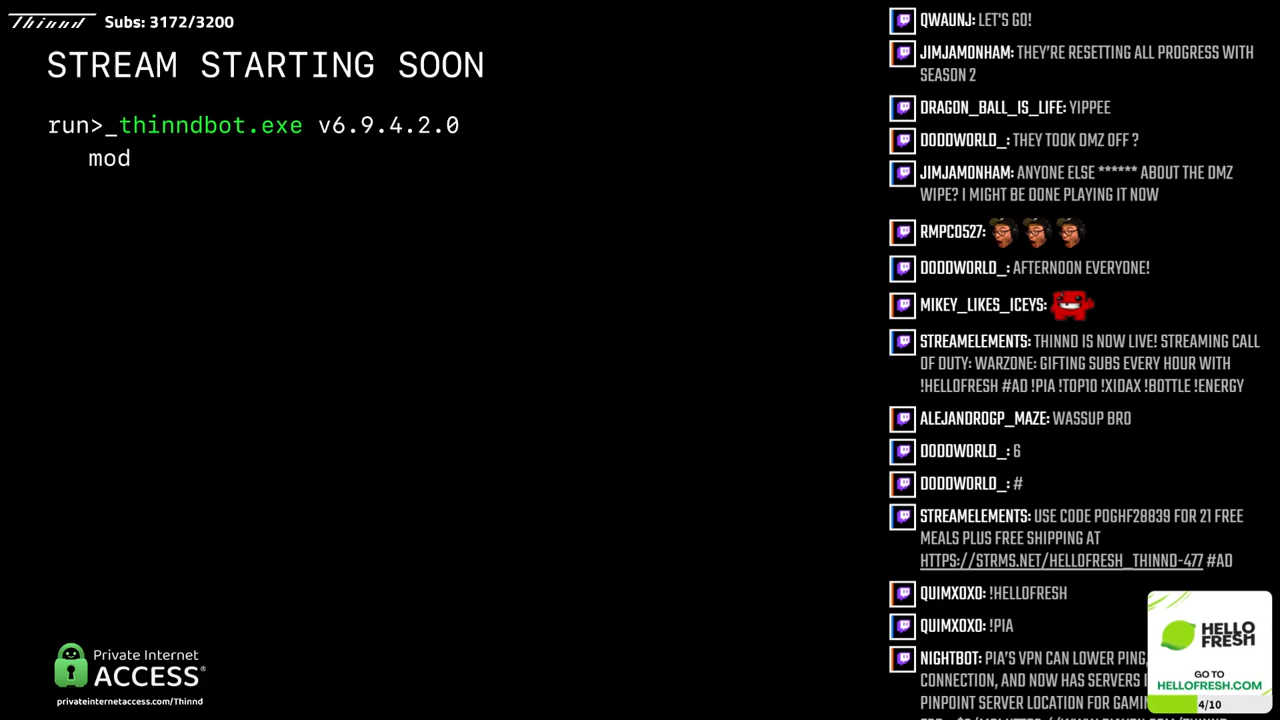 Thinnd Subs: 3172/3200
STREAM STARTING SOON
run>_thinndbot.exe v6.9.4.2.0
mod
Private Internet
ACCESS®
privateinternetaccess.com/Thinnd
QWAUNJ: LET'S GO!
JIMJAMONHAM: THEY'RE RESETTING ALL PROGRESS WITH
SEASON 2
DRAGON_BALL_IS_LIFE: YIPPEE
DODDWORLD_: THEY TOOK DMZ OFF ?
JIMJAMONHAM: ANYONE ELSE ****** ABOUT THE DMZ
WIPE? I MIGHT BE DONE PLAYING IT NOW
RMPC0527:
DODDWORLD_: AFTERNOON EVERYONE!
MIKEY_LIKES_ICEYS:
STREAMELEMENTS: THINND IS NOW LIVE! STREAMING CALL
OF DUTY: WARZONE: GIFTING SUBS EVERY HOUR WITH
!HELLOFRESH #AD !PIA !TOP10 !XIDAX !BOTTLE !ENERGY
ALEJANDROGP_MAZE: WASSUP BRO
DODDWORLD_: 6
DODDWORLD_: #
STREAMELEMENTS: USE CODE POGHF28839 FOR 21 FREE
MEALS PLUS FREE SHIPPING AT
HTTPS://STRMS.NET/HELLOFRESH_THINND-477 #AD
QUIMXOXO: !HELLOFRESH
QUIMXOXO: !PIA
NIGHTBOT: PIA'S VPN CAN LOWER PING,
CONNECTION, AND NOW HAS SERVERS I
PINPOINT SERVER LOCATION FOR GAMIN
HELLO
FRESH
GO TO
HELLOFRESH.COM
4/10